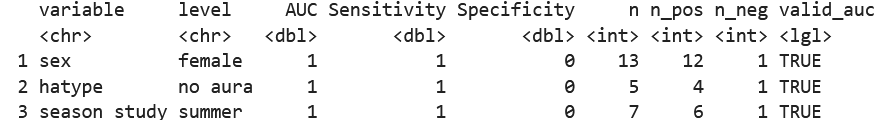 variable level AUC Sensitivity Specificity n n_pos n_neg valid_auc
<chr> <chr> <dbl> <dbl> <dbl> <int> <int> <int> <lgl>
1 sex female 1 1 0 13 12 1 TRUE
2 hatype no aura 1 1 0 5 4 1 TRUE
3 season study summer 1 1 0 7 6 1 TRUE